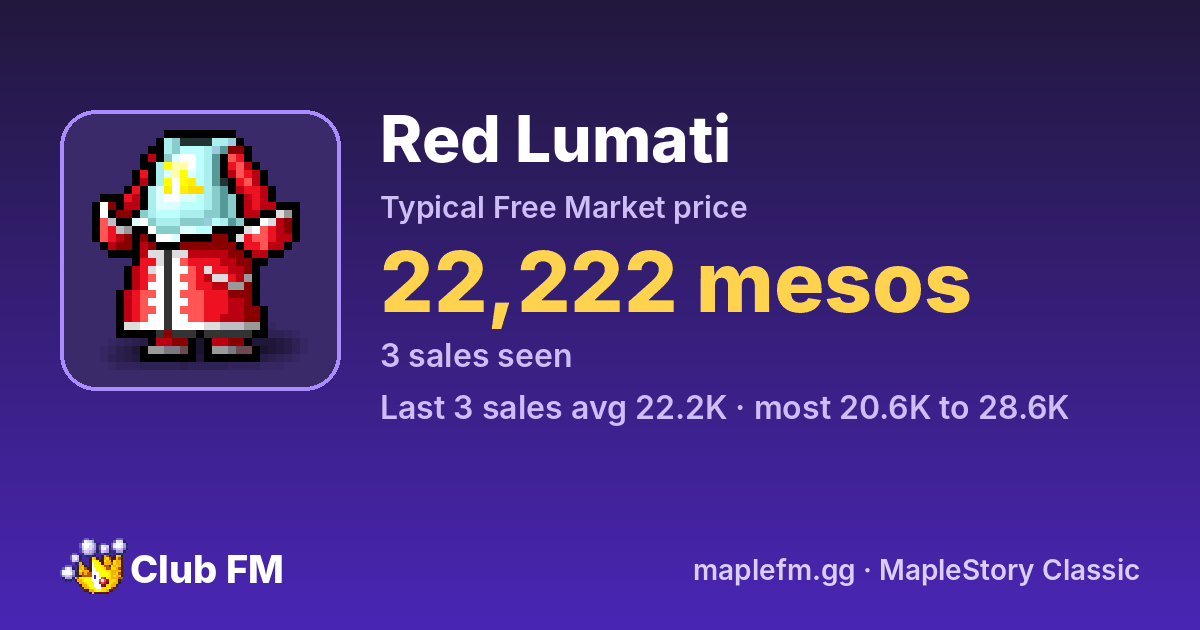 Red Lumati
Typical Free Market price
22,222 mesos
3 sales seen
Last 3 sales avg 22.2K · most 20.6K to 28.6K
Club FM
maplefm.gg · MapleStory Classic